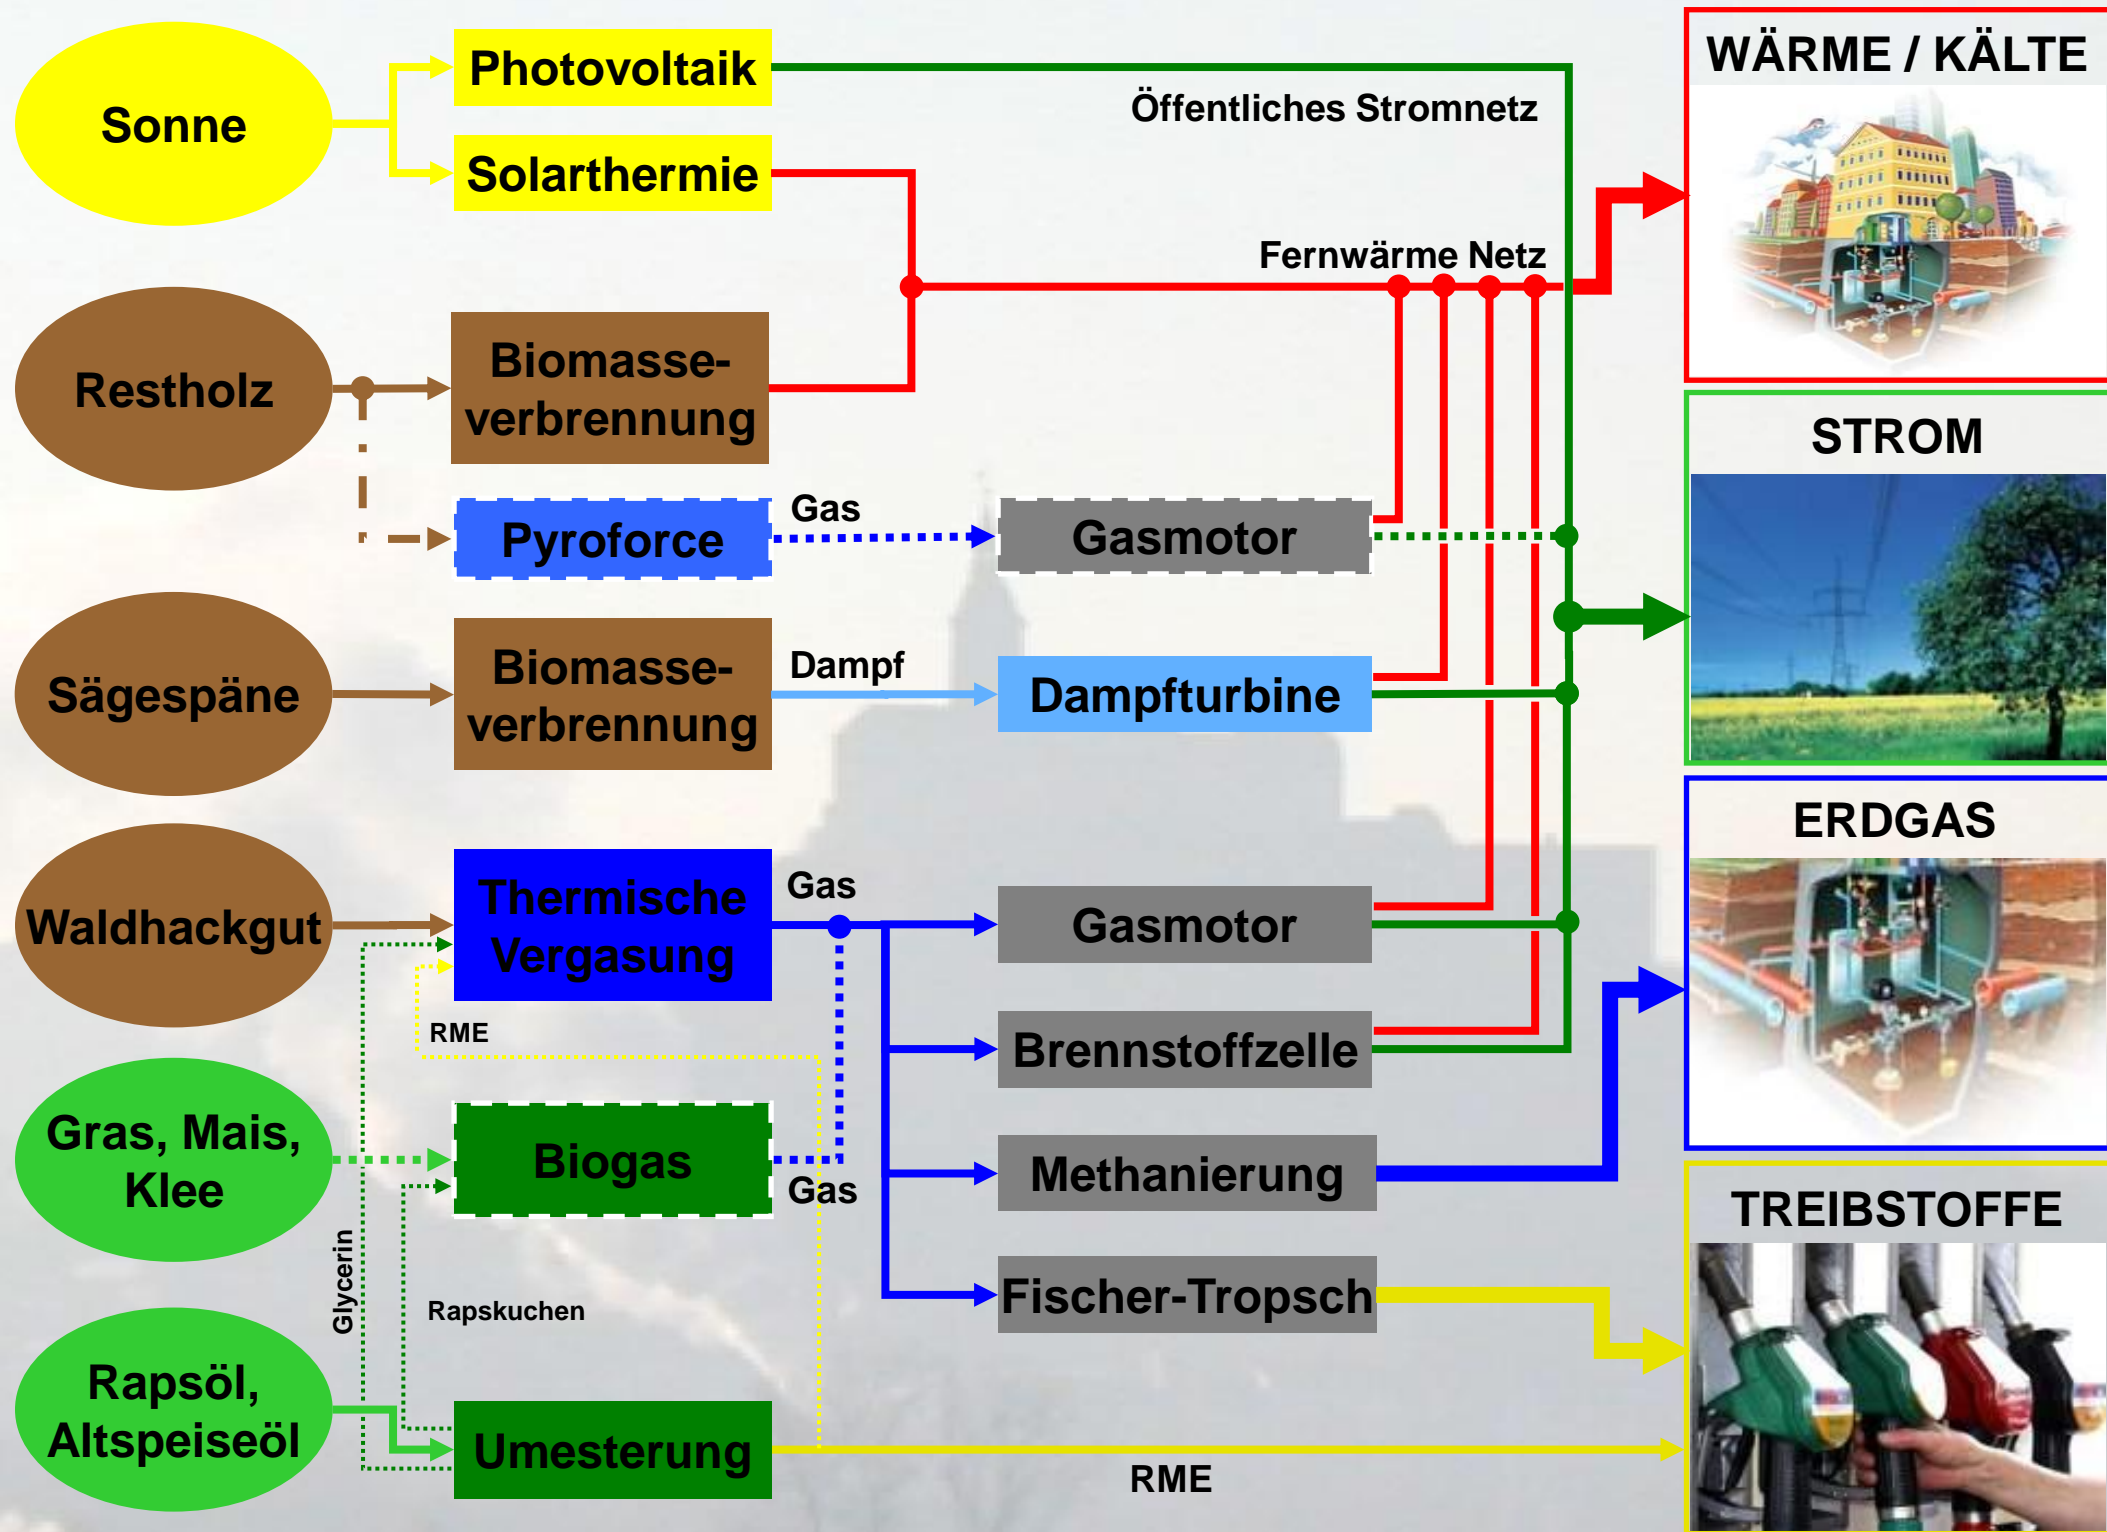 Sonne
Photovoltaik
Solarthermie
Öffentliches Stromnetz
Fernwärme Netz
WÄRME / KÄLTE
Restholz
Biomasse-
verbrennung
Pyroforce
Gas
Gasmotor
STROM
Sägespäne
Biomasse-
verbrennung
Dampf
Dampfturbine
Waldhackgut
Thermische
Vergasung
Gas
Gasmotor
ERDGAS
RME
Brennstoffzelle
Gras, Mais,
Klee
Biogas
Gas
Methanierung
TREIBSTOFFE
Glycerin
Rapskuchen
Fischer-Tropsch
Rapsöl,
Altspeiseöl
Umesterung
RME